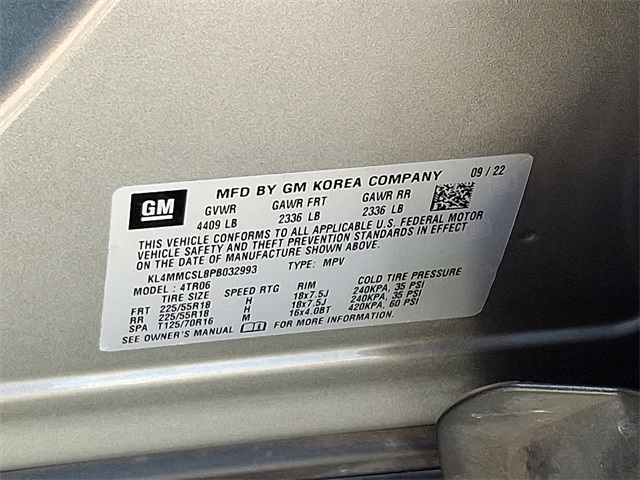 GM
MFD BY GM KOREA COMPANY 09 / 22
GVWR GAWR FRT GAWR RR
4409 LB 2336 LB 2336 LB
THIS VEHICLE CONFORMS TO ALL APPLICABLE U.S. FEDERAL MOTOR
VEHICLE SAFETY AND THEFT PREVENTION STANDARDS IN EFFECT
ON THE DATE OF MANUFACTURE SHOWN ABOVE.
KL4MMCSL8PB032993 TYPE: MPV
MODEL : 4TR06
TIRE SIZE SPEED RTG RIM COLD TIRE PRESSURE
FRT 225/55R18 H 18x7.5J 240KPA, 35 PSI
RR 225/55R18 H 18x7.5J 240KPA, 35 PSI
SPA T125/70R16 M 16x4.0BT 420KPA, 60 PSI
SEE OWNER'S MANUAL FOR MORE INFORMATION.